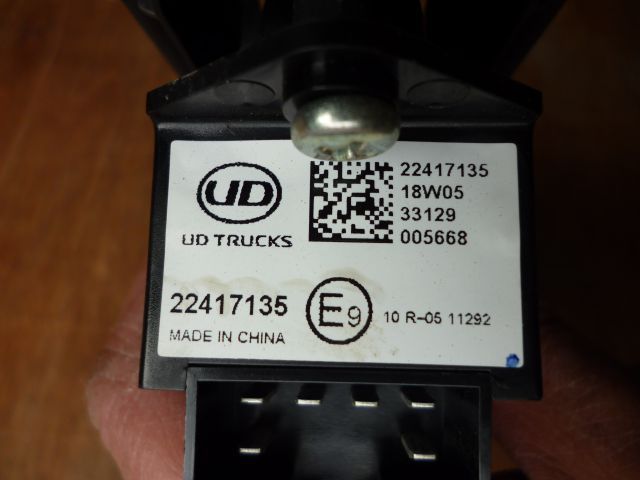 UD
UD TRUCKS
22417135
18W05
33129
005668
22417135
MADE IN CHINA
E9
10 R-05 11292